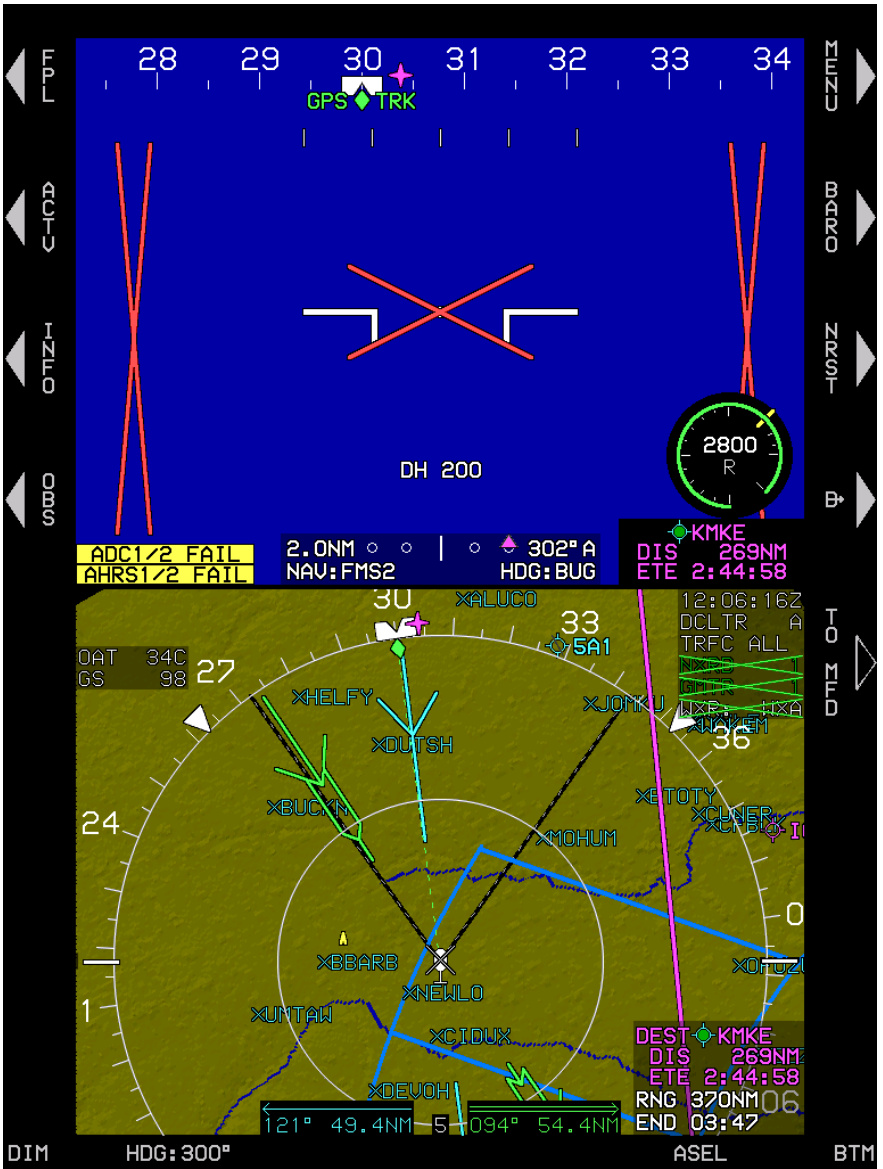 FPL
28 29 30 31 32 33 34
MENU
GPS TRK
ACTV
BARO
INFO
NRST
2800
R
DH 200
OBS
KMKE
ADC1/2 FAIL
2.0NM
302° A
DIS 269NM
AHRS1/2 FAIL
NAV:FMS2
HDG:BUG
ETE 2:44:58
30
ALUCO
12:06:16Z
DCLTR A
33
5A1
TRFC ALL
TO MFD
OAT 34C
GS 98
27
HELFY
JOMKU
36
DUTSH
ETOTY
BUCKN
24
MOHUM
0
BBARB
NEWLO
1
UMTAW
CIDUX
DEST KMKE
DIS 269NM
ETE 2:44:58
DEVOH
RNG 370NM
06
121° 49.4NM
5
094° 54.4NM
END 03:47
DIM
HDG:300°
ASEL
BTM